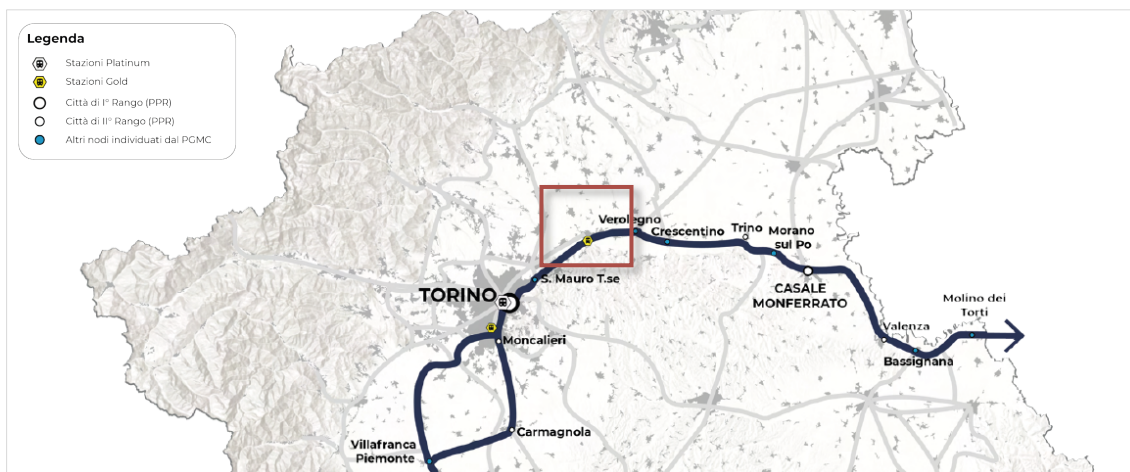 Legenda
Stazioni Platinum
Stazioni Gold
Città di I° Rango (PPR)
Città di II° Rango (PPR)
Altri nodi individuati dal PGMC
Verolegno
Crescentino
Trino
Morano
sul Po
S. Mauro T.se
TORINO
CASALE
MONFERRATO
Molino dei
Torti
Valenza
Bassignana
Moncalieri
Carmagnola
Villafranca
Piemonte